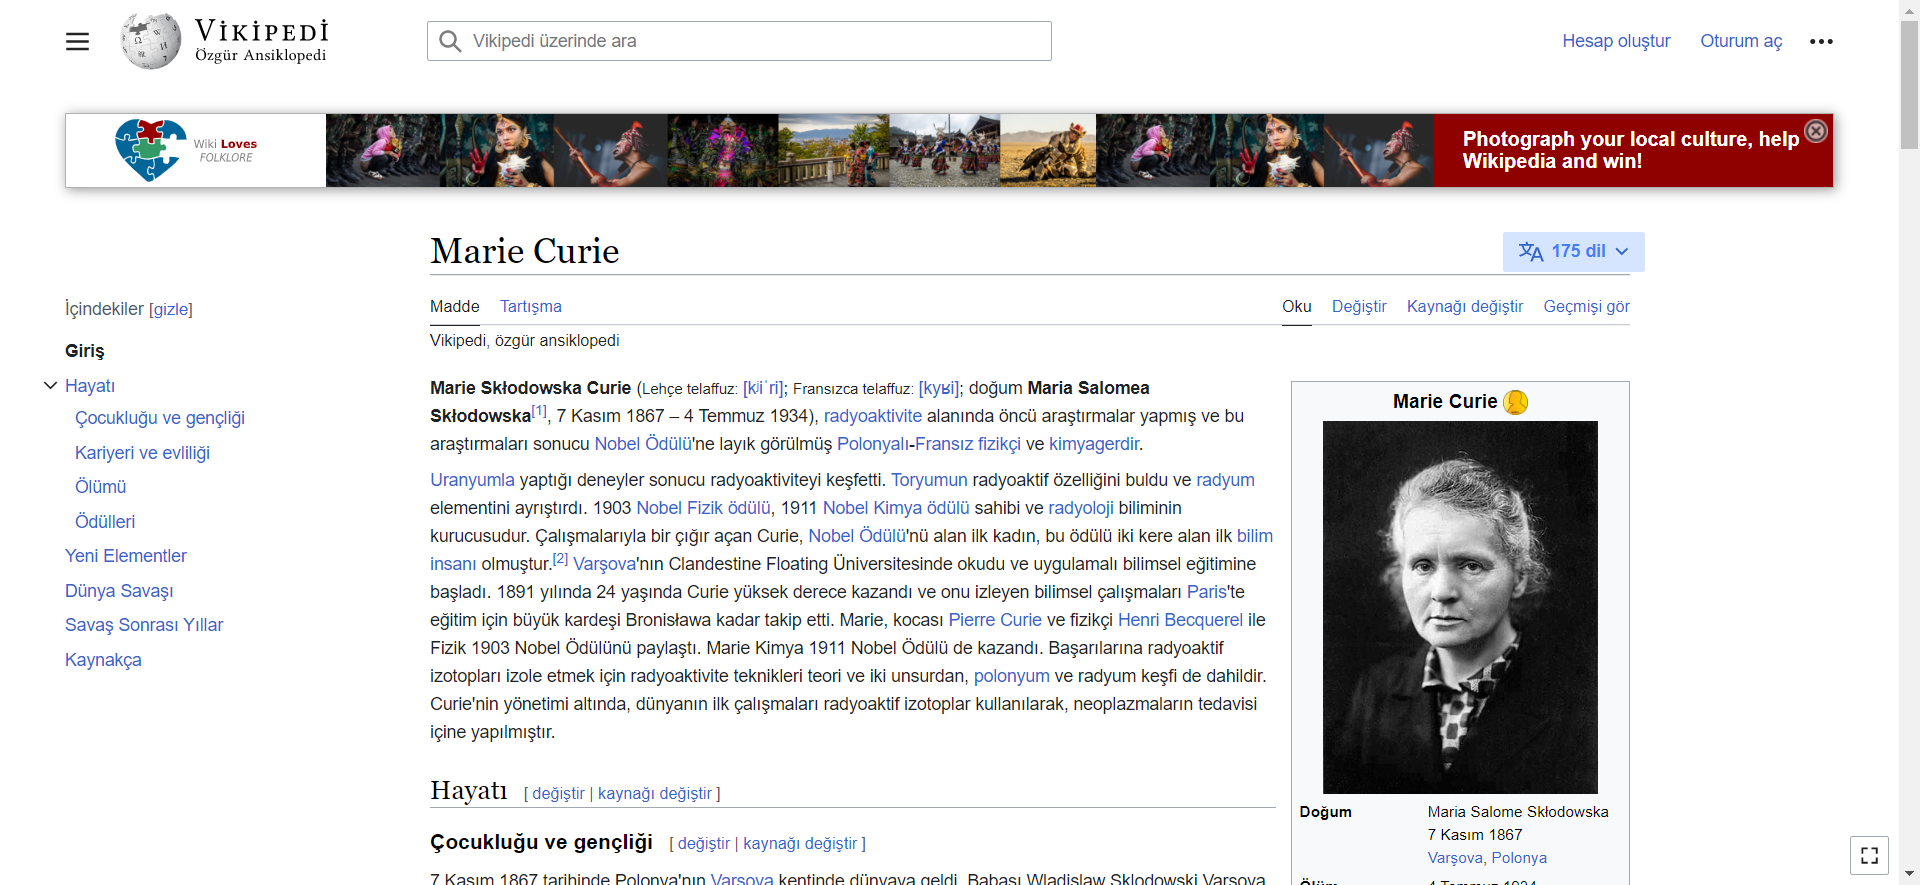 VİKİPEDİ
Özgür Ansiklopedi
Vikipedi üzerinde ara
Hesap oluştur
Oturum aç
Wiki Loves
FOLKLORE
Photograph your local culture, help
Wikipedia and win!
Marie Curie
175 dil
İçindekiler [gizle]
Giriş
Hayatı
Çocukluğu ve gençliği
Kariyeri ve evliliği
Ölümü
Ödülleri
Yeni Elementler
Dünya Savaşı
Savaş Sonrası Yıllar
Kaynakça
Madde Tartışma
Oku Değiştir Kaynağı değiştir Geçmişi gör
Vikipedi, özgür ansiklopedi
Marie Skłodowska Curie (Lehçe telaffuz: [kʲiˈri]; Fransızca telaffuz: [kyʁi]; doğum Maria Salomea
Skłodowska[1], 7 Kasım 1867 – 4 Temmuz 1934), radyoaktivite alanında öncü araştırmalar yapmış ve bu
araştırmaları sonucu Nobel Ödülü'ne layık görülmüş Polonyalı-Fransız fizikçi ve kimyagerdir.
Uranyumla yaptığı deneyler sonucu radyoaktiviteyi keşfetti. Toryumun radyoaktif özelliğini buldu ve radyum
elementini ayrıştırdı. 1903 Nobel Fizik ödülü, 1911 Nobel Kimya ödülü sahibi ve radyoloji biliminin
kurucusudur. Çalışmalarıyla bir çığır açan Curie, Nobel Ödülü'nü alan ilk kadın, bu ödülü iki kere alan ilk bilim
insanı olmuştur.[2] Varşova'nın Clandestine Floating Üniversitesinde okudu ve uygulamalı bilimsel eğitimine
başladı. 1891 yılında 24 yaşında Curie yüksek derece kazandı ve onu izleyen bilimsel çalışmaları Paris'te
eğitim için büyük kardeşi Bronisława kadar takip etti. Marie, kocası Pierre Curie ve fizikçi Henri Becquerel ile
Fizik 1903 Nobel Ödülünü paylaştı. Marie Kimya 1911 Nobel Ödülü de kazandı. Başarılarına radyoaktif
izotopları izole etmek için radyoaktivite teknikleri teori ve iki unsurdan, polonyum ve radyum keşfi de dahildir.
Curie'nin yönetimi altında, dünyanın ilk çalışmaları radyoaktif izotoplar kullanılarak, neoplazmaların tedavisi
içine yapılmıştır.
Hayatı [ değiştir | kaynağı değiştir ]
Çocukluğu ve gençliği [ değiştir | kaynağı değiştir ]
7 Kasım 1867 tarihinde Polonya'nın Varşova kentinde dünyaya geldi. Babası Wladislaw Sklodowski Varşova
Marie Curie
Doğum Maria Salome Skłodowska
7 Kasım 1867
Varşova, Polonya
Ölüm 4 Temmuz 1934